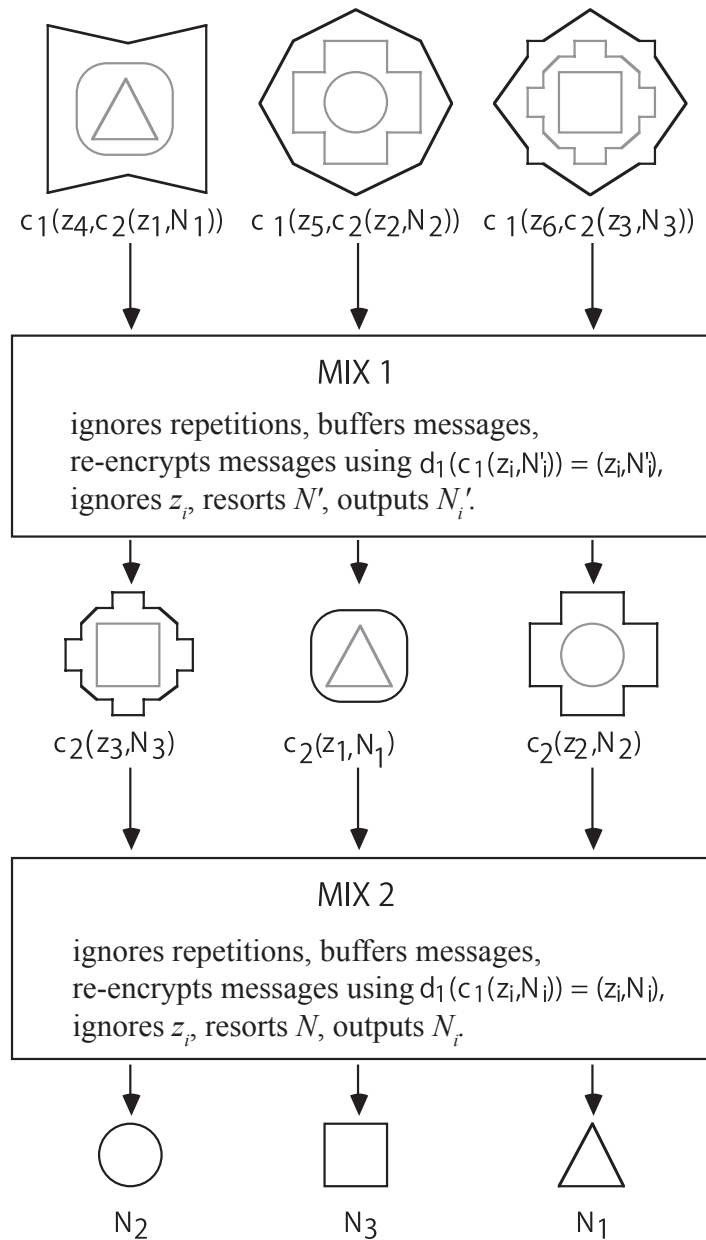 c1(z4,c2(z1,N1)) c 1(z5,c2(z2,N2)) c 1(z6,c2(z3,N3))
MIX 1
ignores repetitions, buffers messages,
re-encrypts messages using d1(c1(zi,N'i)) = (zi,N'i),
ignores zi, resorts N', outputs Ni'.
c2(z3,N3) c2(z1,N1) c2(z2,N2)
MIX 2
ignores repetitions, buffers messages,
re-encrypts messages using d1(c1(zi,Ni)) = (zi,Ni),
ignores zi, resorts N, outputs Ni.
N2 N3 N1